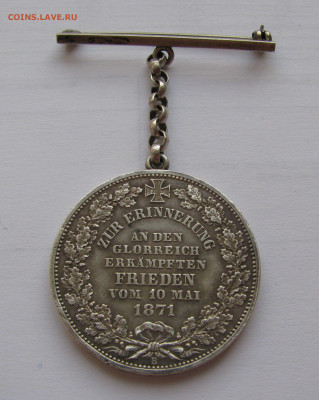 COINS.LAVE.RU
ZUR ERINNERUNG
AN DEN
GLORREICH
ERKÄMPFTEN
FRIEDEN
VOM 10 MAI
1871
B